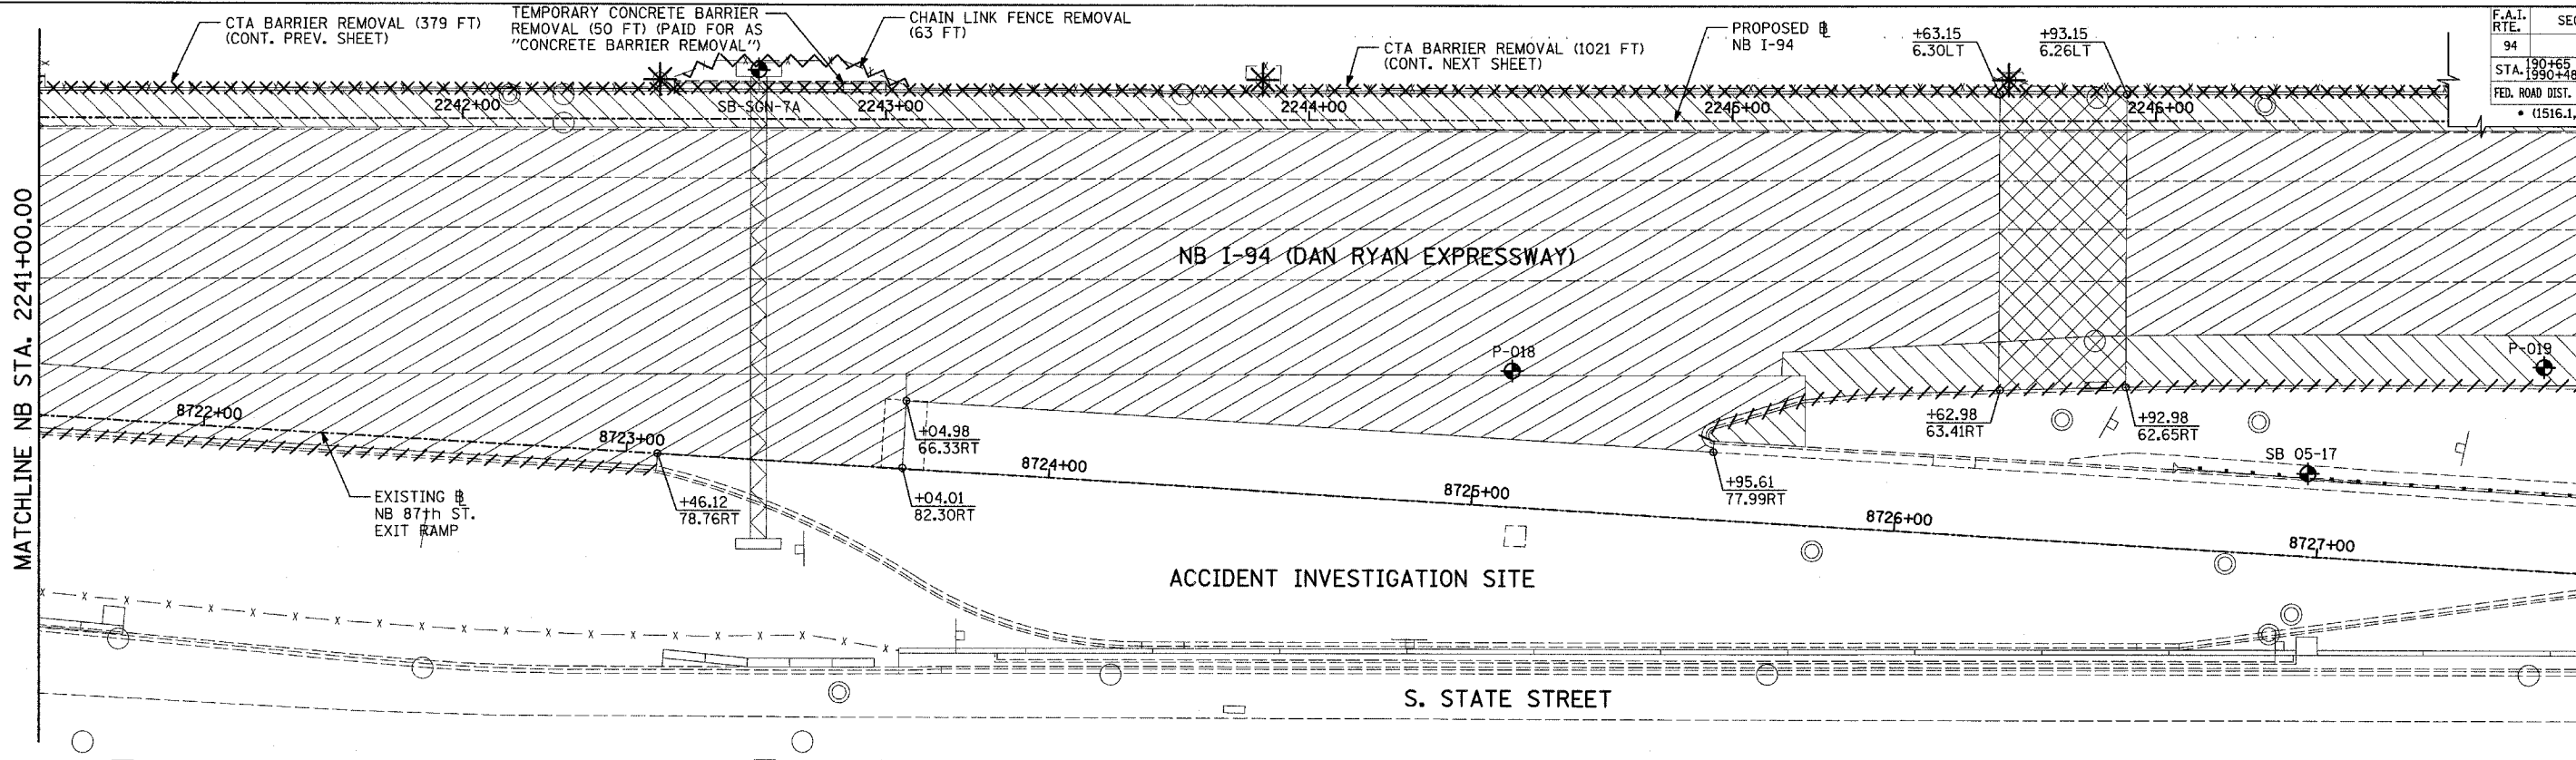 CTA BARRIER REMOVAL (379 FT)
(CONT. PREV. SHEET)
TEMPORARY CONCRETE BARRIER
REMOVAL (50 FT) (PAID FOR AS
"CONCRETE BARRIER REMOVAL")
CHAIN LINK FENCE REMOVAL
(63 FT)
CTA BARRIER REMOVAL (1021 FT)
(CONT. NEXT SHEET)
PROPOSED ℄
NB I-94
+63.15
6.30LT
+93.15
6.26LT
F.A.I.
RTE.
94
STA. 190+65
FED. ROAD DIST.
2242+00
SB-SGN-7A
2243+00
2244+00
2245+00
2246+00
MATCHLINE NB STA. 2241+00.00
NB I-94 (DAN RYAN EXPRESSWAY)
P-018
P-019
8722+00
8723+00
+04.98
66.33RT
+62.98
63.41RT
+92.98
62.65RT
SB 05-17
8724+00
8725+00
8726+00
8727+00
EXISTING ℄
NB 87th ST.
EXIT RAMP
+46.12
78.76RT
+04.01
82.30RT
+95.61
77.99RT
ACCIDENT INVESTIGATION SITE
S. STATE STREET